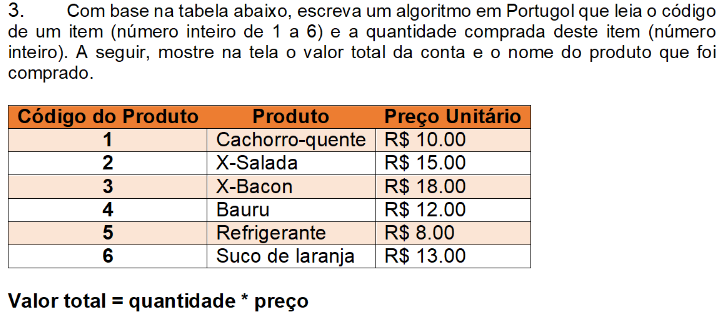 3. Com base na tabela abaixo, escreva um algoritmo em Portugol que leia o código
de um item (número inteiro de 1 a 6) e a quantidade comprada deste item (número
inteiro). A seguir, mostre na tela o valor total da conta e o nome do produto que foi
comprado.
Código do Produto Produto Preço Unitário
1 Cachorro-quente R$ 10.00
2 X-Salada R$ 15.00
3 X-Bacon R$ 18.00
4 Bauru R$ 12.00
5 Refrigerante R$ 8.00
6 Suco de laranja R$ 13.00
Valor total = quantidade * preço